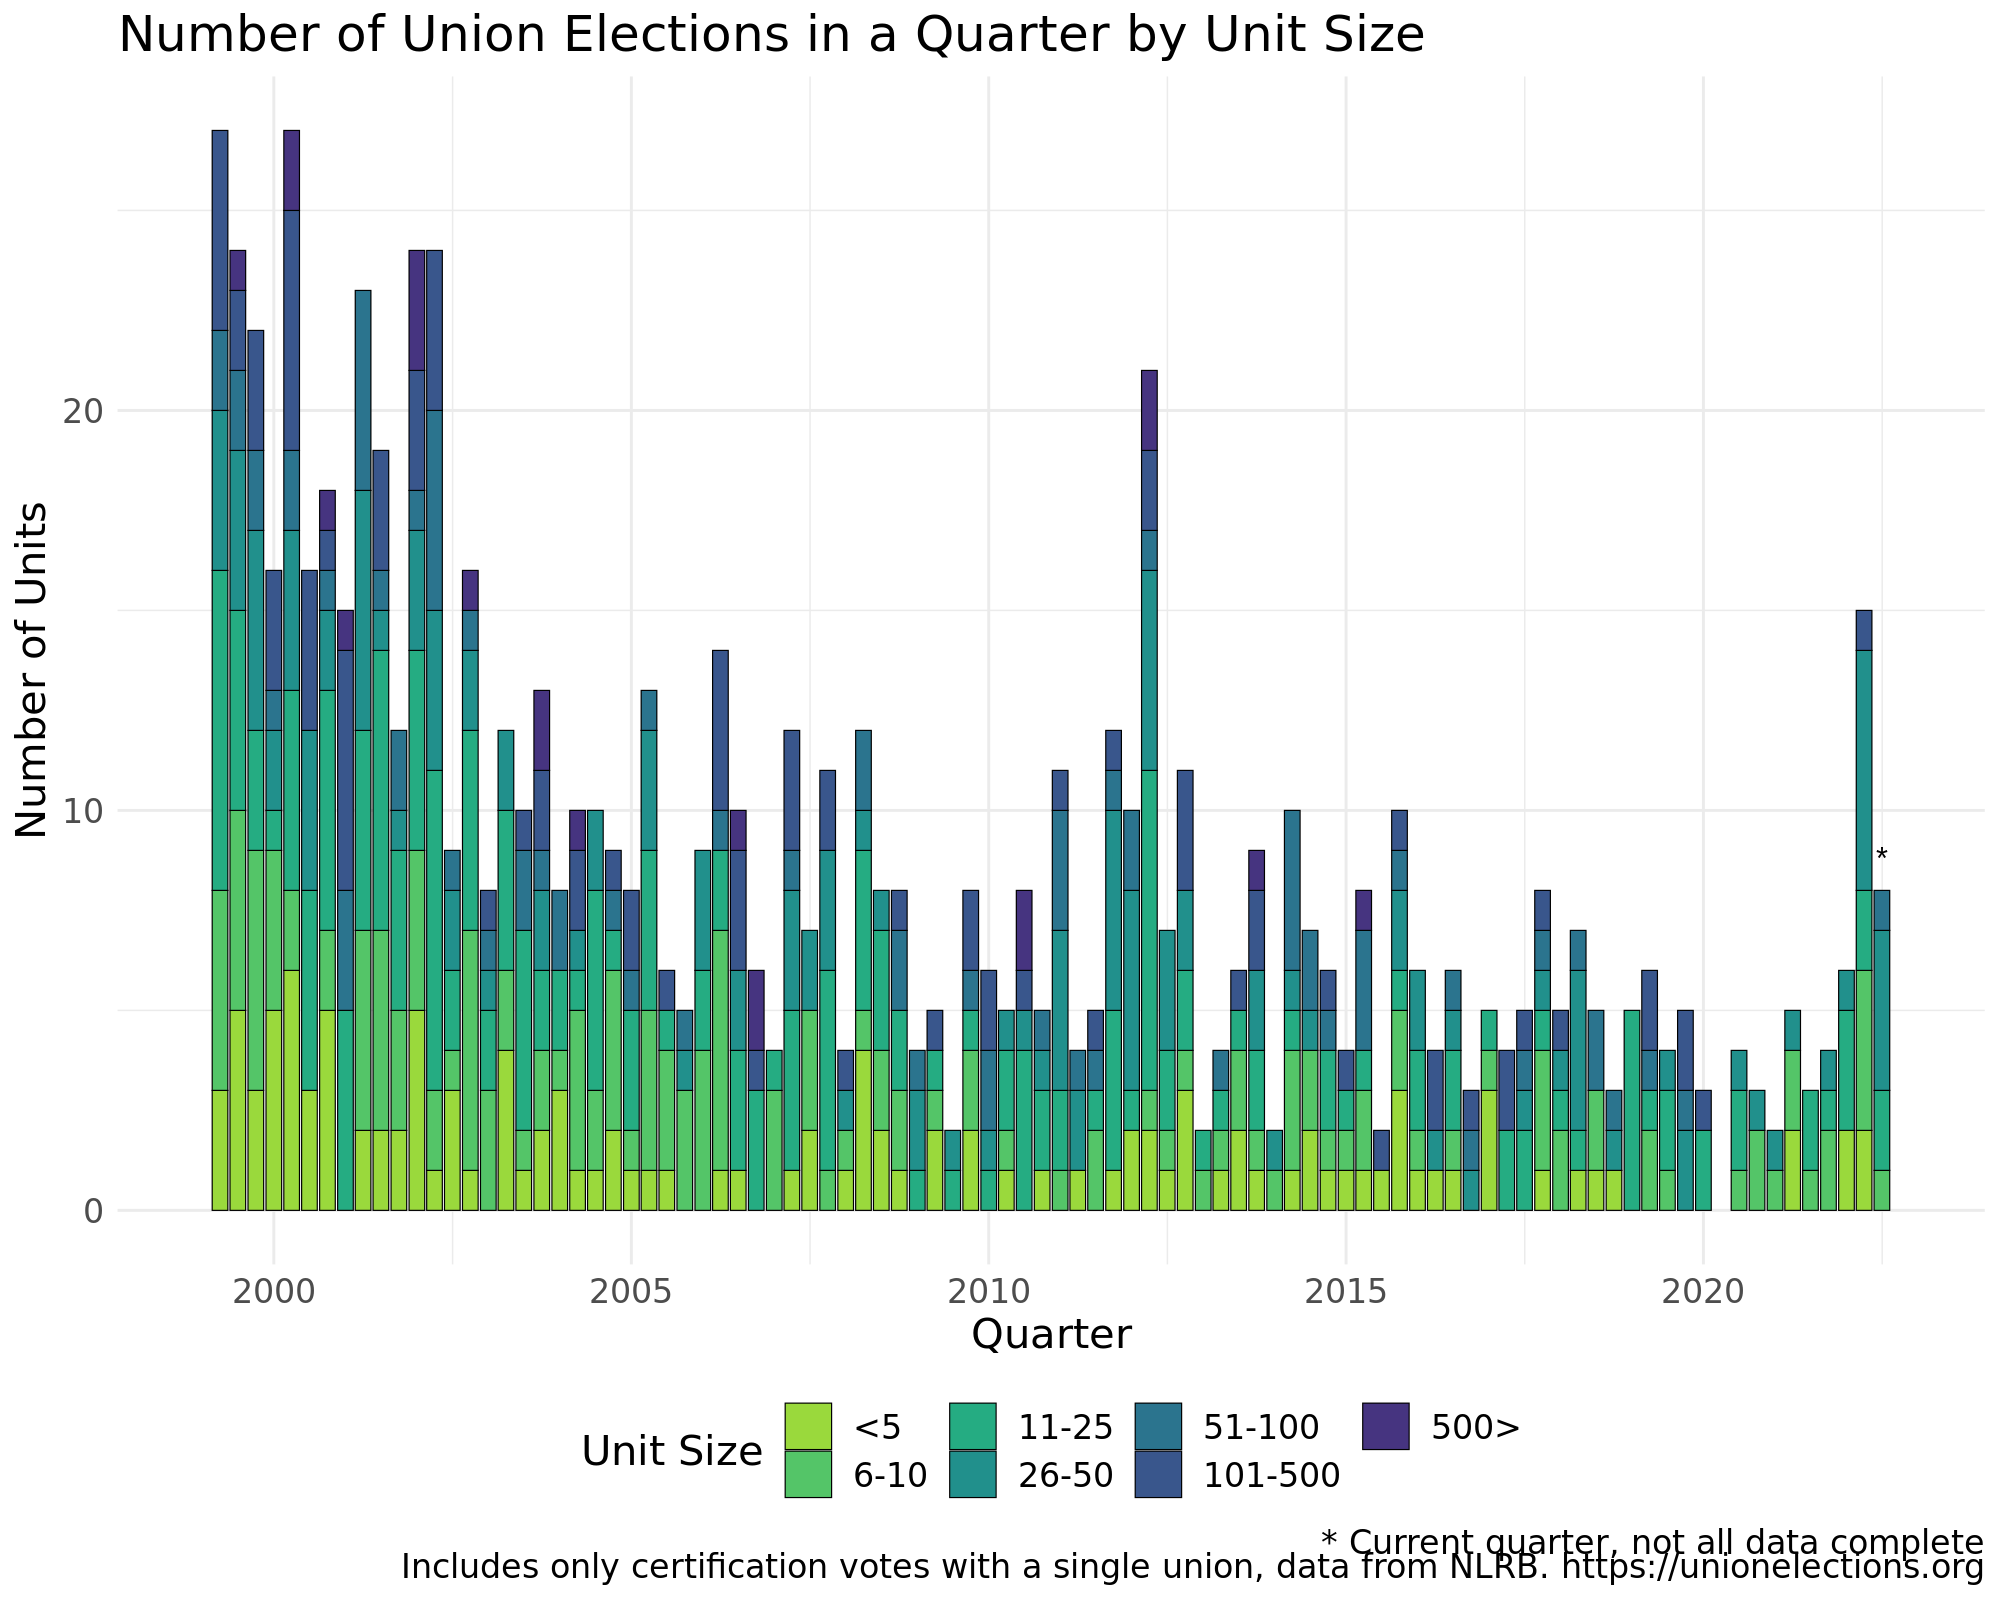 Number of Union Elections in a Quarter by Unit Size
Number of Units
20
10
0
*
2000 2005 2010 2015 2020
Quarter
Unit Size
<5 11-25 51-100 500>
6-10 26-50 101-500
* Current quarter, not all data complete
Includes only certification votes with a single union, data from NLRB. https://unionelections.org